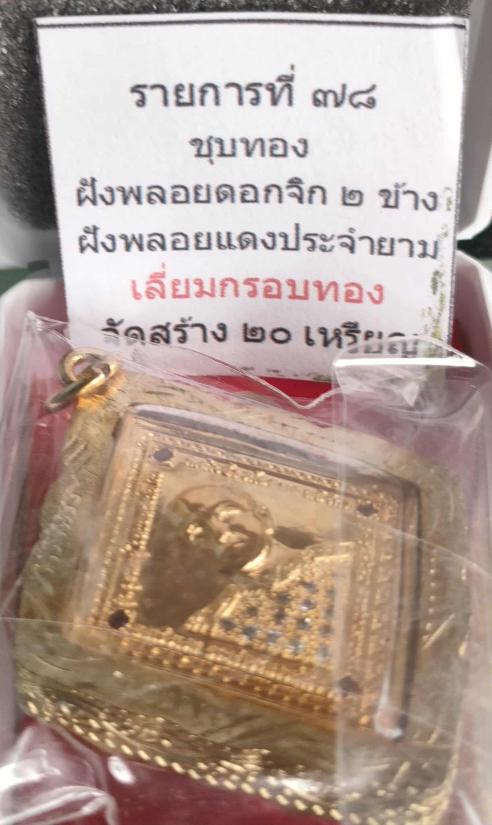 รายการที่ ๗๘
ชุบทอง
ฝังพลอยดอกจิก ๒ ข้าง
ฝังพลอยแดงประจำยาม
เลี่ยมกรอบทอง
จัดสร้าง ๒๐ เหรียญ